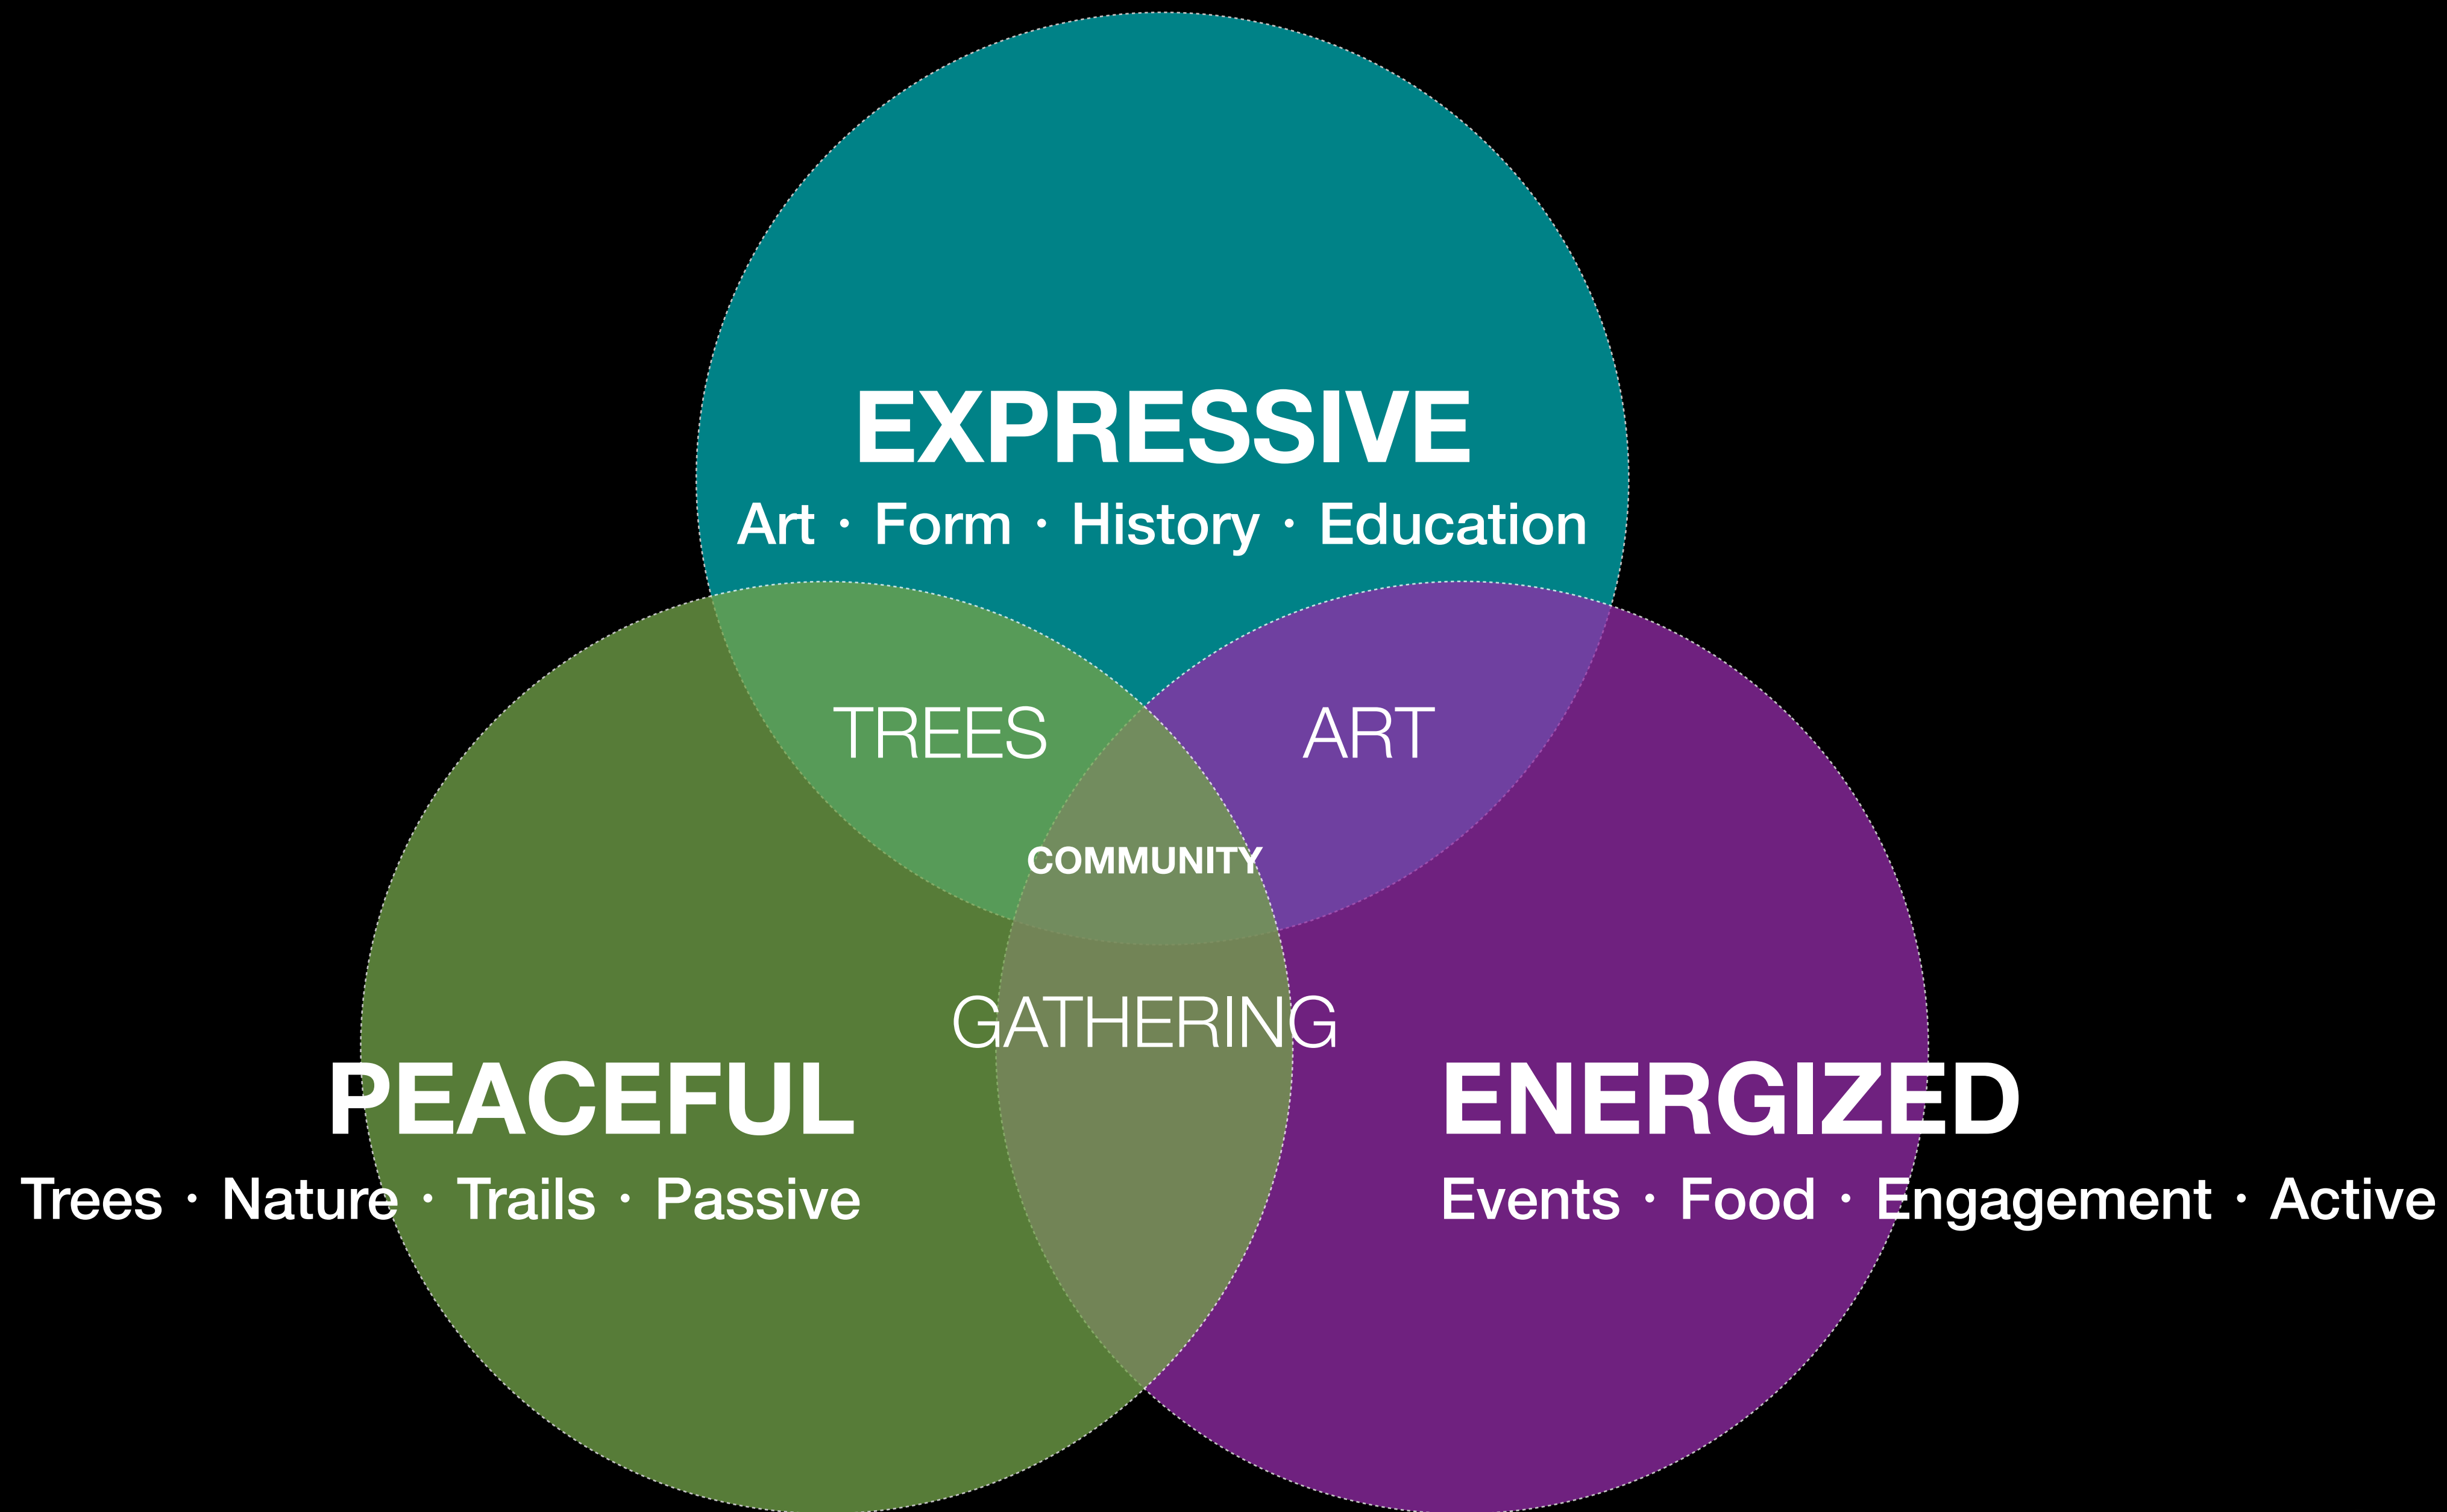 EXPRESSIVE
Art · Form · History · Education
TREES
ART
COMMUNITY
GATHERING
PEACEFUL
Trees · Nature · Trails · Passive
ENERGIZED
Events · Food · Engagement · Active